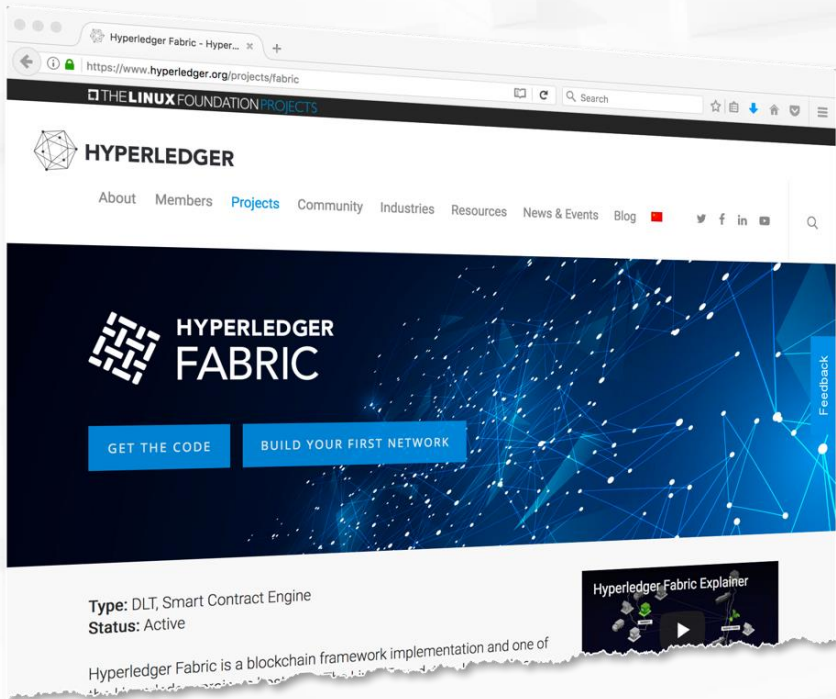 Hyperledger Fabric - Hyper... × +
https://www.hyperledger.org/projects/fabric
Search
THE LINUX FOUNDATION PROJECTS
HYPERLEDGER
About Members Projects Community Industries Resources News & Events Blog
HYPERLEDGER
FABRIC
Feedback
GET THE CODE
BUILD YOUR FIRST NETWORK
Type: DLT, Smart Contract Engine
Status: Active
Hyperledger Fabric Explainer
Hyperledger Fabric is a blockchain framework implementation and one of